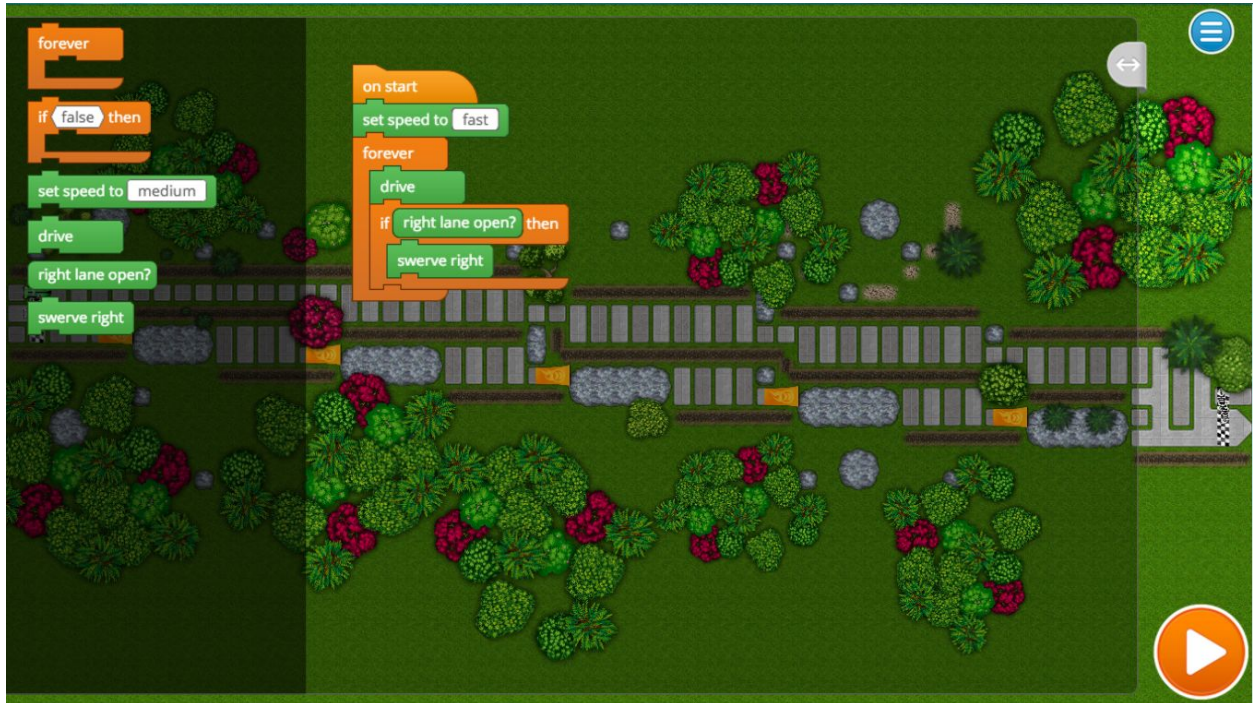 forever
if false then
set speed to medium
drive
right lane open?
swerve right
on start
set speed to fast
forever
drive
if right lane open? then
swerve right